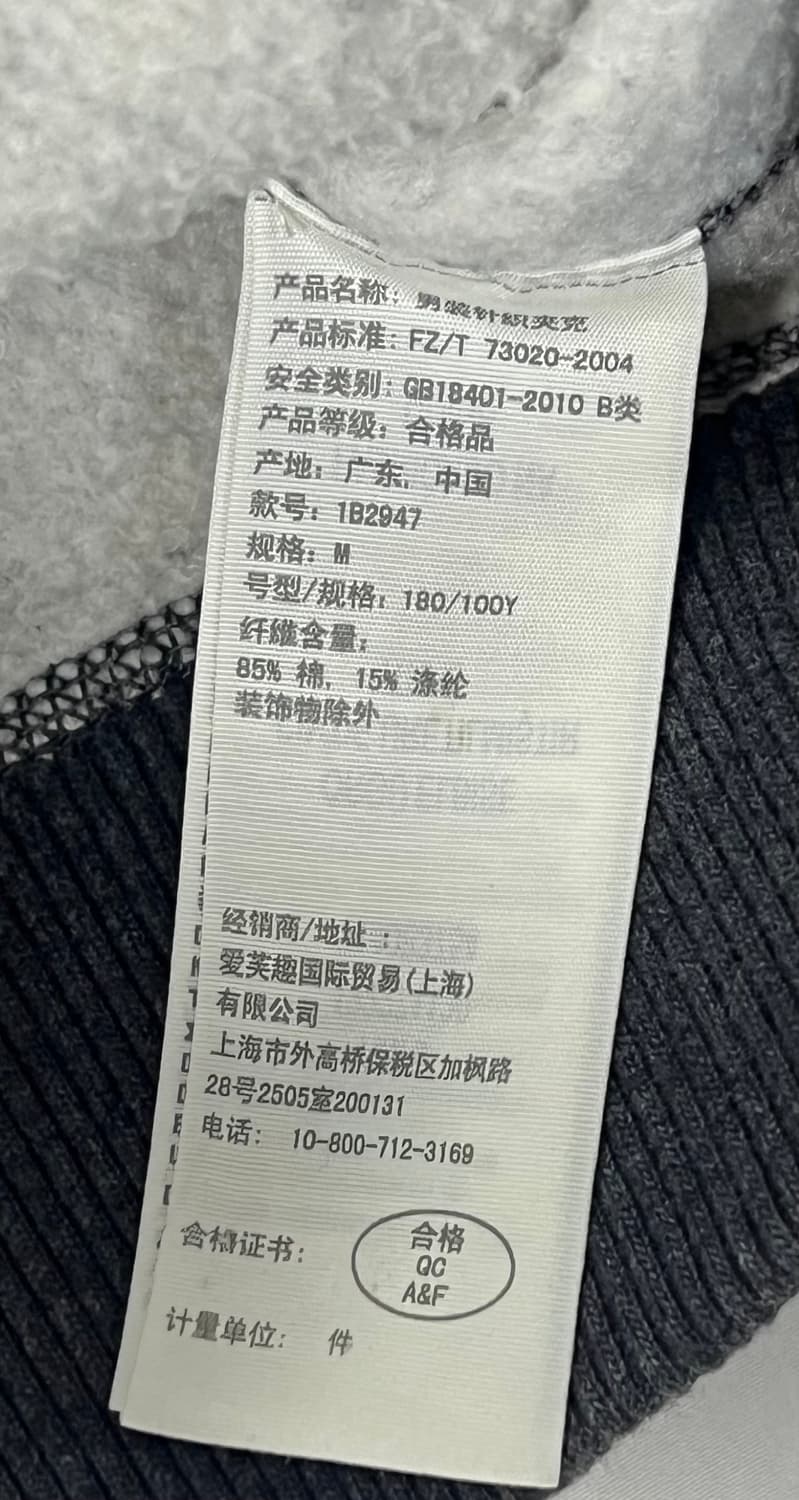 产品名称: 男装针织夹克
产品标准: FZ/T 73020-2004
安全类别: GB18401-2010 B类
产品等级: 合格品
产地: 广东, 中国
款号: 1B2947
规格: M
号型/规格: 180/100Y
纤维含量:
85% 棉, 15% 涤纶
装饰物除外
经销商/地址 :
爱芙趣国际贸易(上海)
有限公司
上海市外高桥保税区加枫路
28号2505室200131
电话: 10-800-712-3169
合格证书:
合格
QC
A&F
计量单位: 件